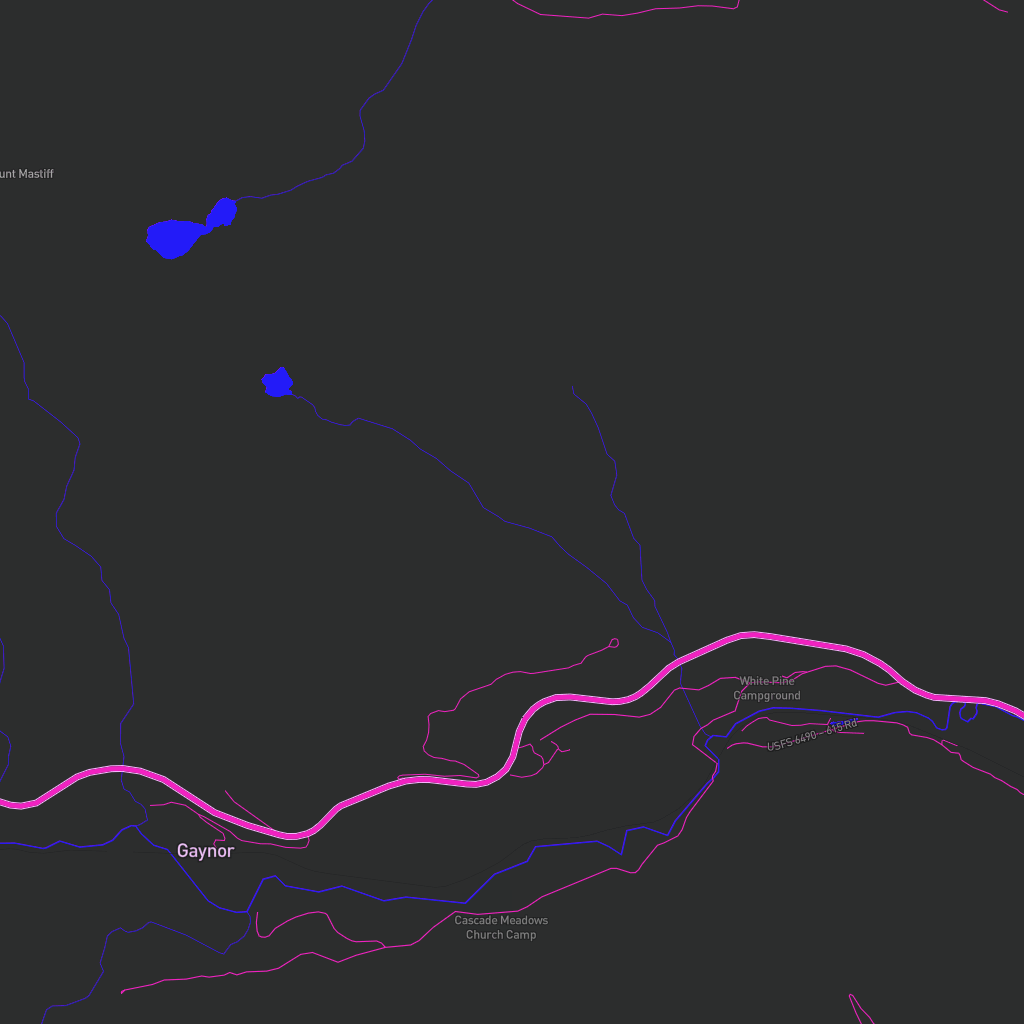 unt Mastiff
White Pine
Campground
USFS 6490 - 615 Rd
Gaynor
Cascade Meadows
Church Camp